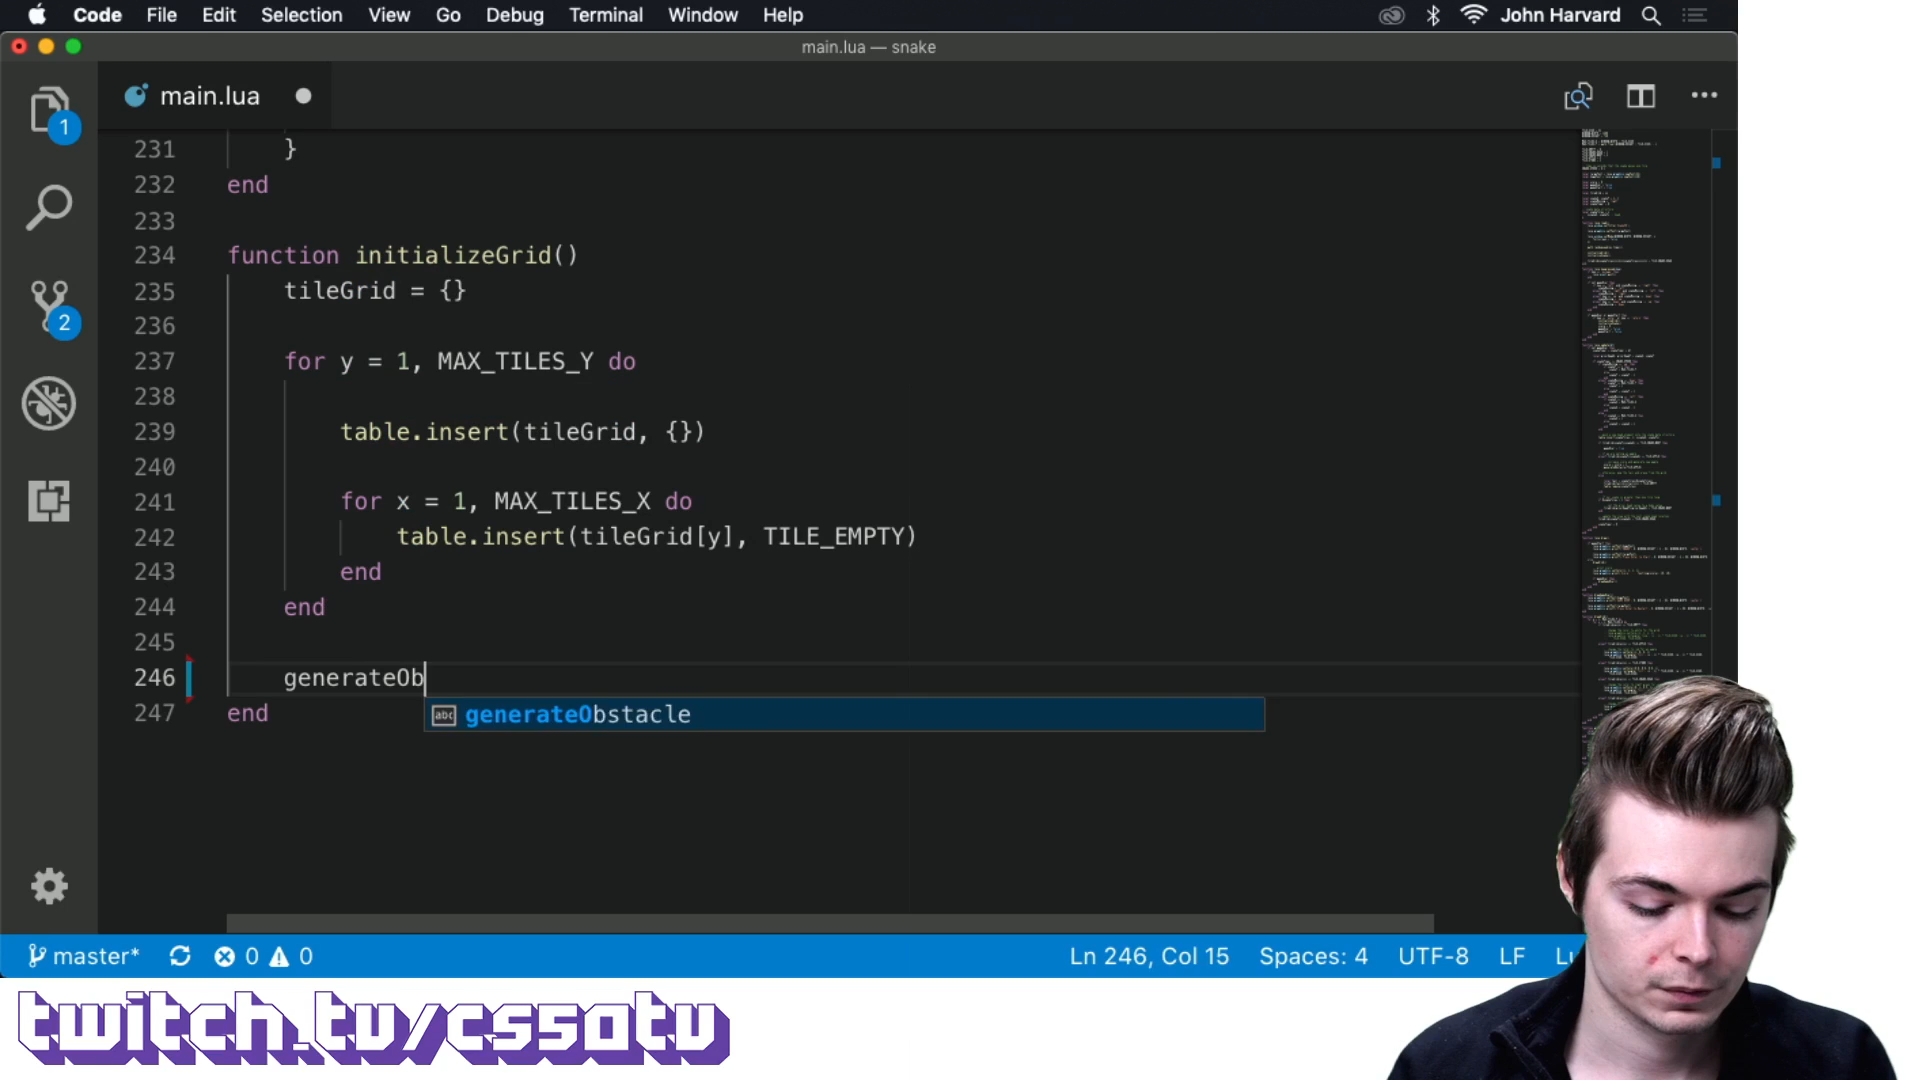 Code File Edit Selection View Go Debug Terminal Window Help John Harvard
main.lua — snake
main.lua
1
2
231 }
232 end
233
234 function initializeGrid()
235 tileGrid = {}
236
237 for y = 1, MAX_TILES_Y do
238
239 table.insert(tileGrid, {})
240
241 for x = 1, MAX_TILES_X do
242 table.insert(tileGrid[y], TILE_EMPTY)
243 end
244 end
245
246 generateOb
abc generateObstacle
247 end
master* 0 0 Ln 246, Col 15 Spaces: 4 UTF-8 LF
twitch.tv/cs50tv